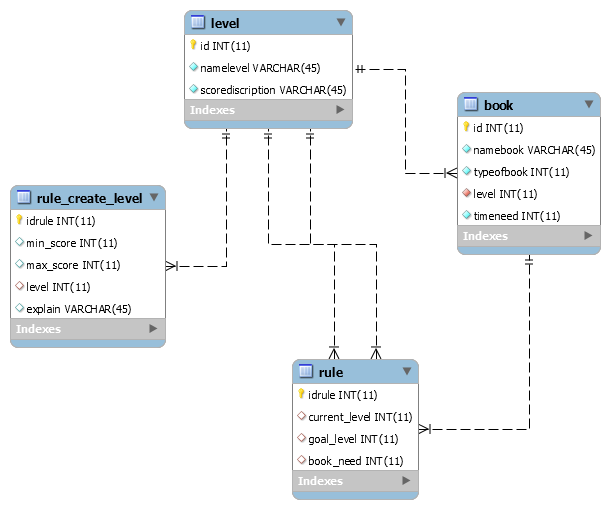 level
id INT(11)
namelevel VARCHAR(45)
scorediscription VARCHAR(45)
Indexes
book
id INT(11)
namebook VARCHAR(45)
typeofbook INT(11)
level INT(11)
timeneed INT(11)
Indexes
rule_create_level
idrule INT(11)
min_score INT(11)
max_score INT(11)
level INT(11)
explain VARCHAR(45)
Indexes
rule
idrule INT(11)
current_level INT(11)
goal_level INT(11)
book_need INT(11)
Indexes